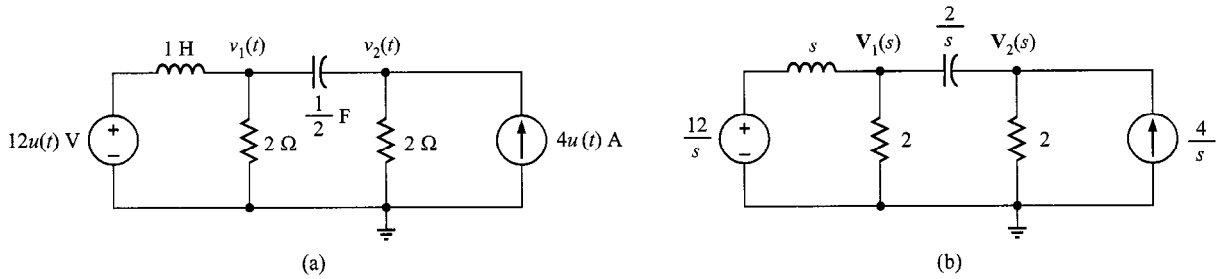 1 H
v₁(t)
v₂(t)
1/2 F
12u(t) V
+
−
2 Ω
2 Ω
4u(t) A
(a)
s
V₁(s)
2/s
V₂(s)
12/s
+
−
2
2
4/s
(b)